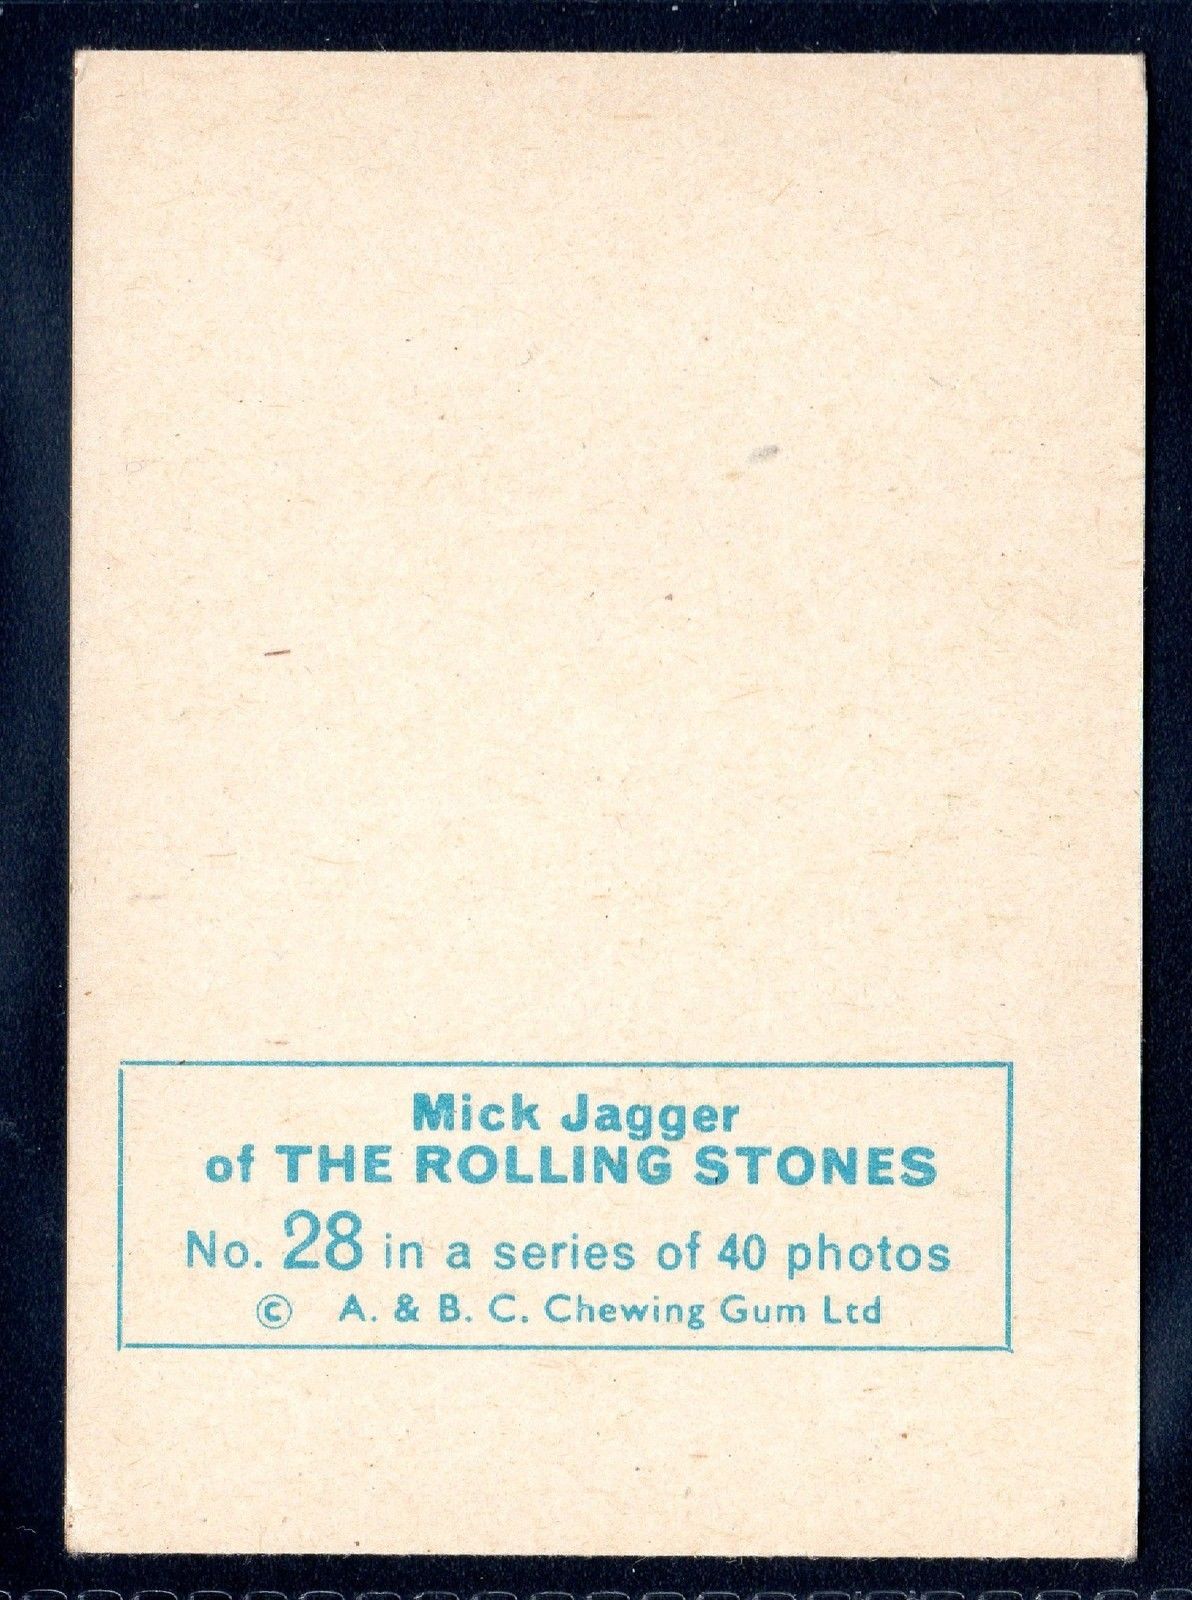 Mick Jagger
of THE ROLLING STONES
No. 28 in a series of 40 photos
© A. & B. C. Chewing Gum Ltd